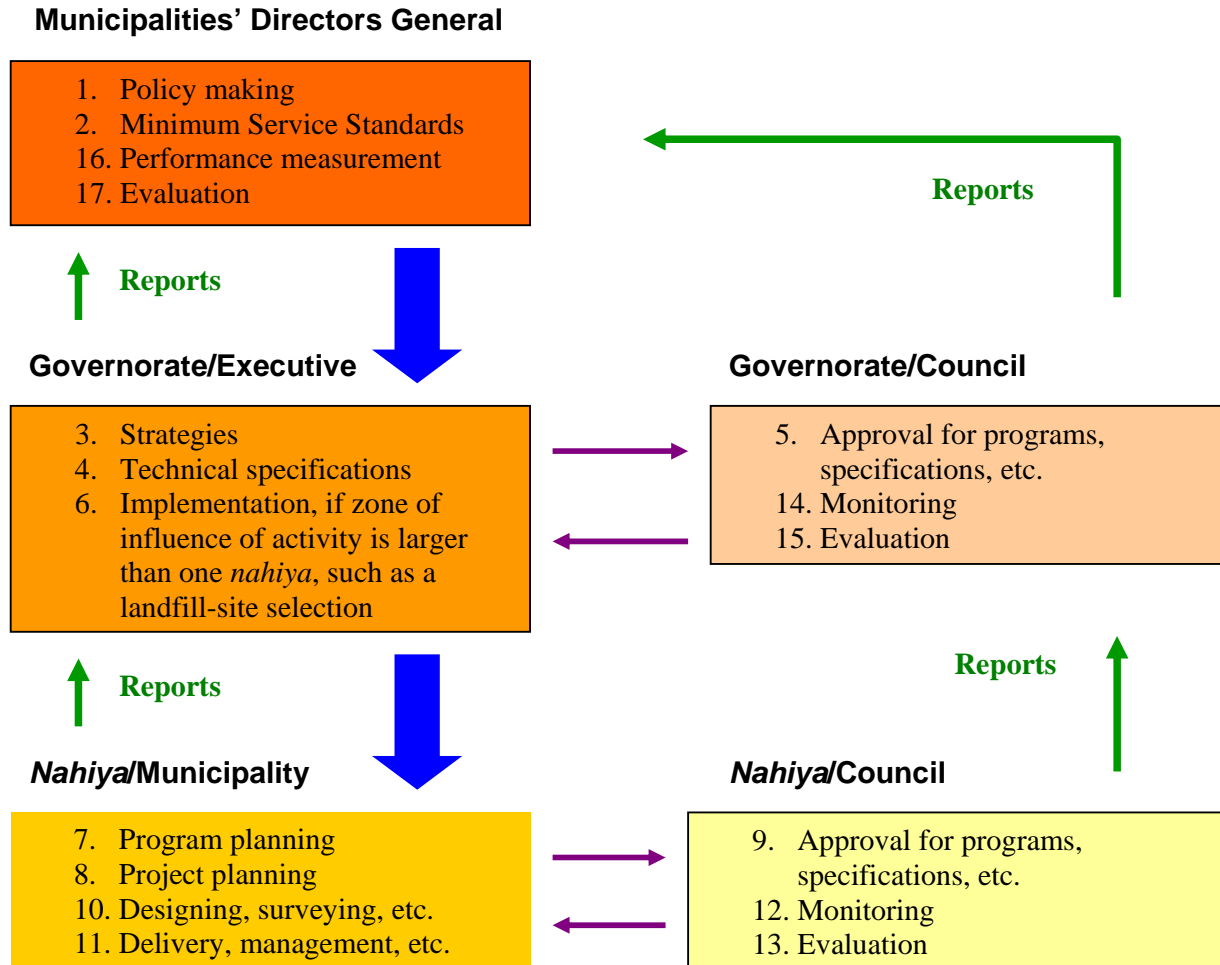 Municipalities' Directors General
1. Policy making
2. Minimum Service Standards
16. Performance measurement
17. Evaluation
Reports
Reports
Governorate/Executive
3. Strategies
4. Technical specifications
6. Implementation, if zone of
influence of activity is larger
than one nahiya, such as a
landfill-site selection
Governorate/Council
5. Approval for programs,
specifications, etc.
14. Monitoring
15. Evaluation
Reports
Reports
Nahiya/Municipality
7. Program planning
8. Project planning
10. Designing, surveying, etc.
11. Delivery, management, etc.
Nahiya/Council
9. Approval for programs,
specifications, etc.
12. Monitoring
13. Evaluation